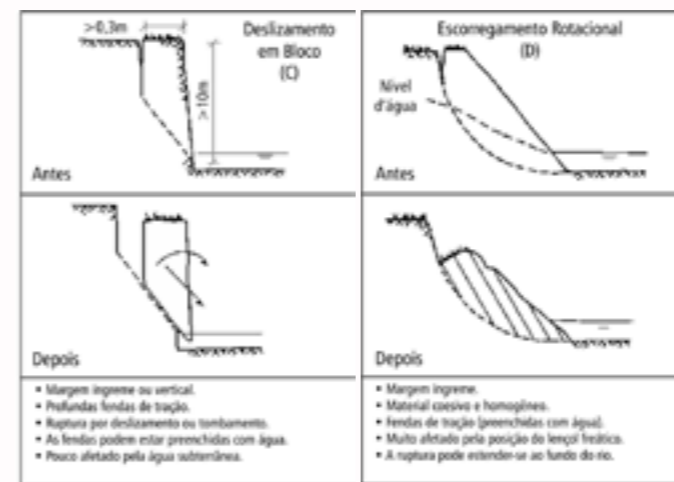 >0,3m
Deslizamento
em Bloco
(C)
>10m
Antes
Depois
• Margem íngreme ou vertical.
• Profundas fendas de tração.
• Ruptura por deslizamento ou tombamento.
• As fendas podem estar preenchidas com água.
• Pouco afetado pela água subterrânea.
Escorregamento Rotacional
(D)
Nível
d'água
Antes
Depois
• Margem íngreme.
• Material coesivo e homogêneo.
• Fendas de tração (preenchidas com água).
• Muito afetado pela posição do lençol freático.
• A ruptura pode estender-se ao fundo do rio.